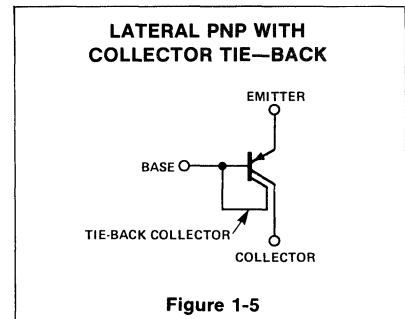 LATERAL PNP WITH
COLLECTOR TIE—BACK
EMITTER
BASE
TIE-BACK COLLECTOR
COLLECTOR
Figure 1-5